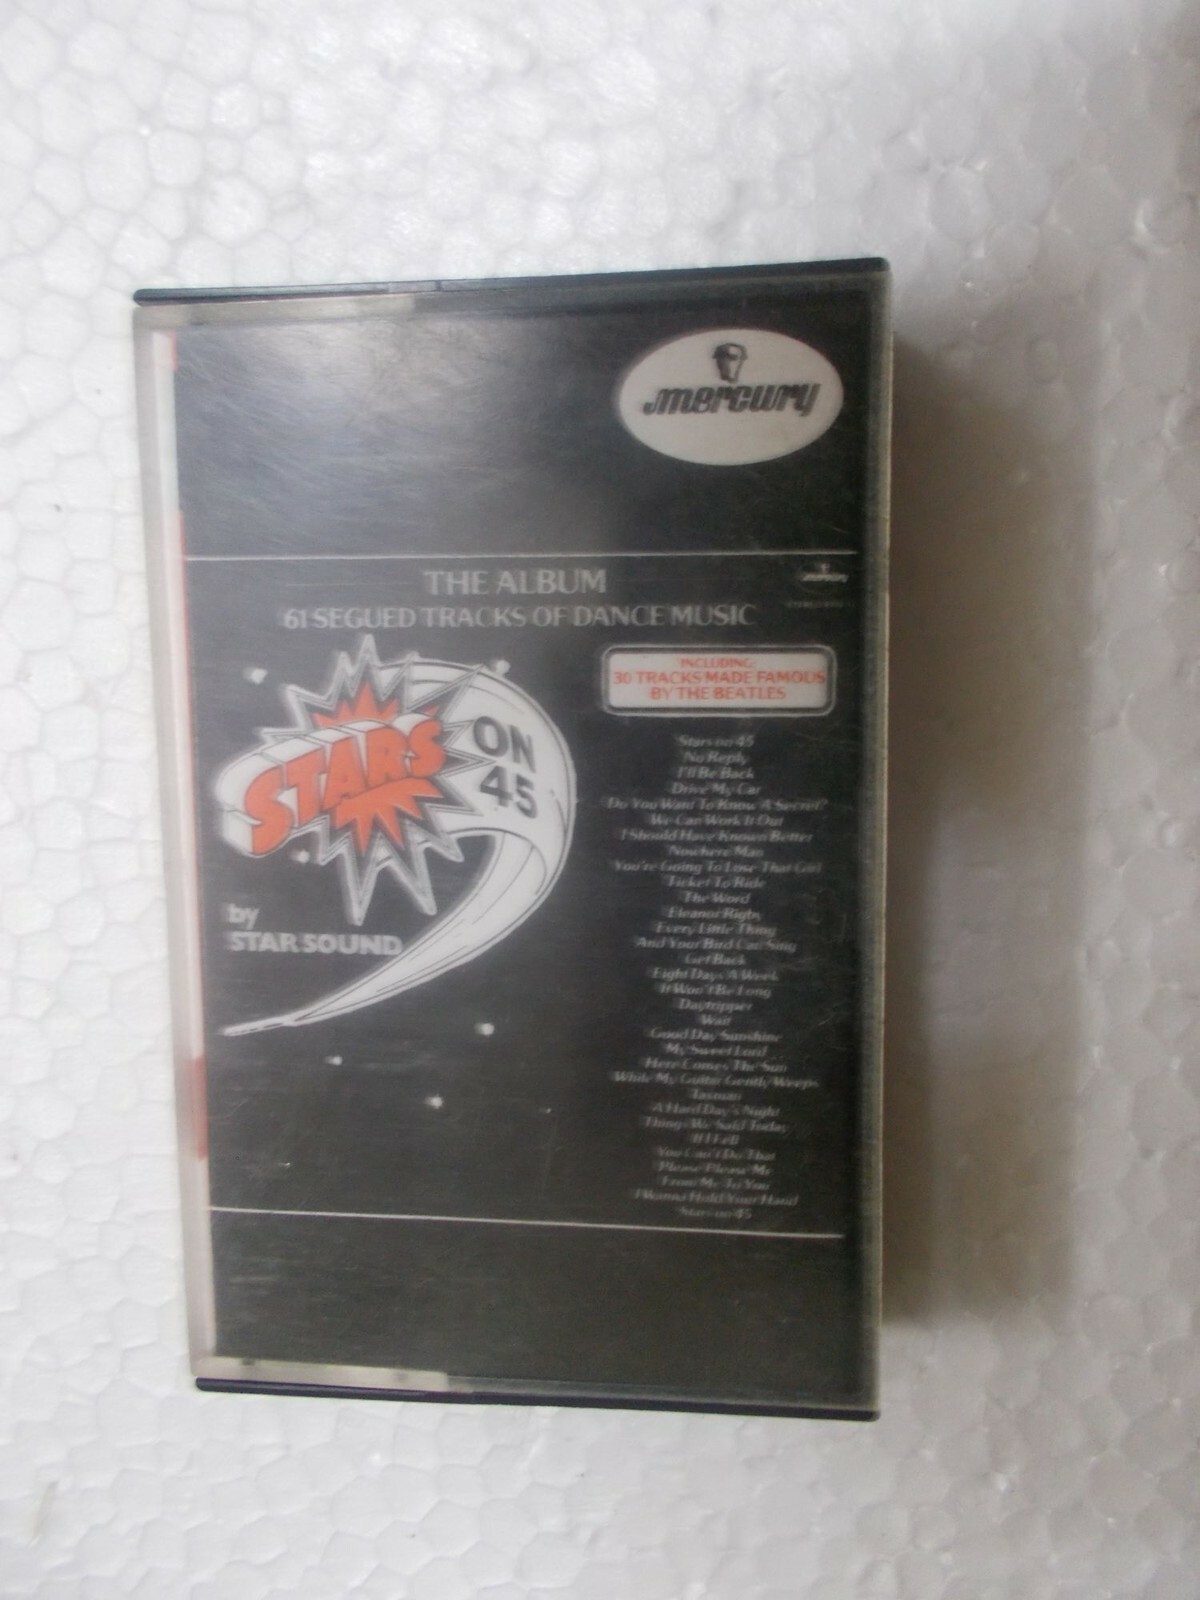 mercury
THE ALBUM
61 SEGUED TRACKS OF DANCE MUSIC
mercury
STARS
ON
45
by
STAR SOUND
INCLUDING:
30 TRACKS MADE FAMOUS
BY THE BEATLES
Stars on 45
No Reply
I'll Be Back
Drive My Car
Do You Want To Know A Secret?
We Can Work It Out
I Should Have Known Better
Nowhere Man
You're Going To Lose That Girl
Ticket To Ride
The Word
Eleanor Rigby
Every Little Thing
And Your Bird Can Sing
Get Back
Eight Days A Week
It Won't Be Long
Daytripper
Wait
Good Day Sunshine
My Sweet Lord
Here Comes The Sun
While My Guitar Gently Weeps
Taxman
A Hard Day's Night
Things We Said Today
If I Fell
You Can't Do That
Please Please Me
From Me To You
I Wanna Hold Your Hand
Stars on 45